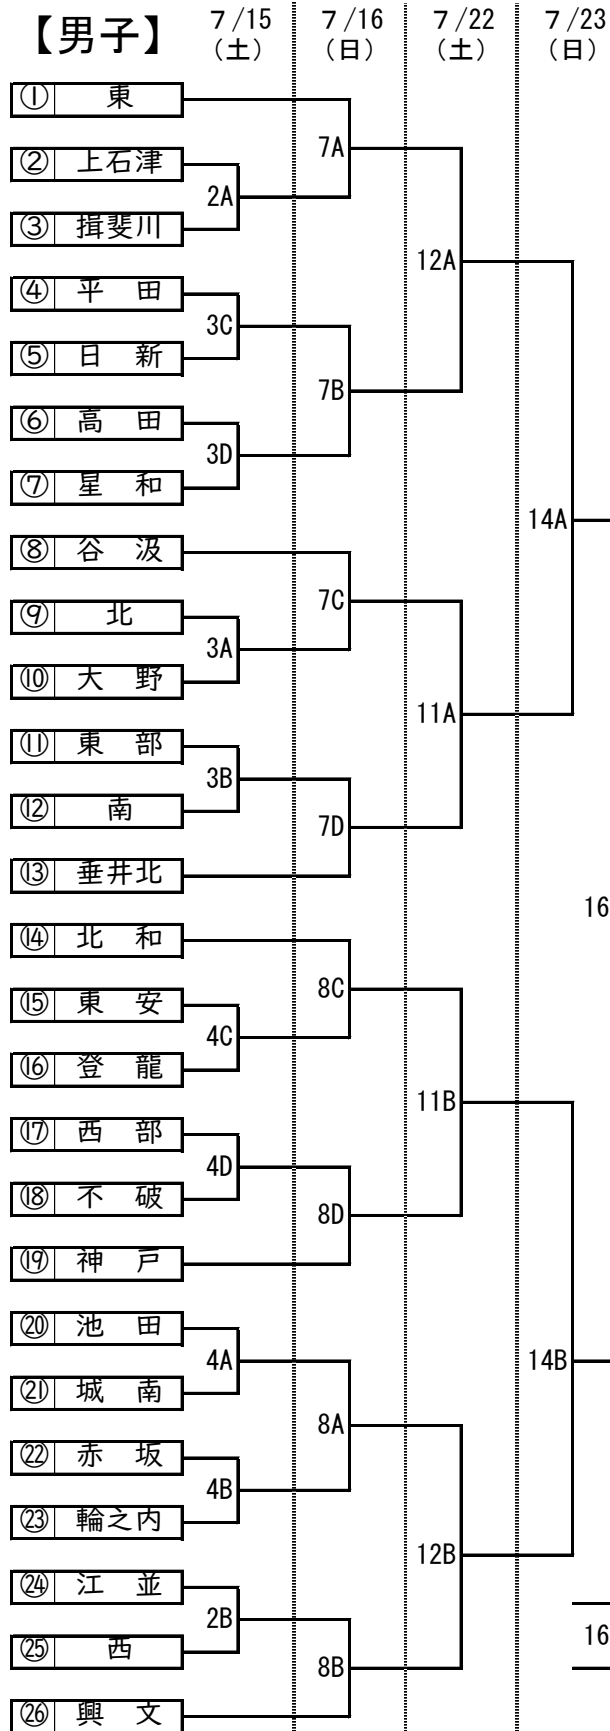 【男子】 7/15 7/16 7/22 7/23
（土） （日） （土） （日）
① 東
7A
② 上石津
2A
③ 揖斐川
12A
④ 平 田
3C
⑤ 日 新
7B
⑥ 高 田
3D
⑦ 星 和
14A
⑧ 谷 汲
7C
⑨ 北
3A
⑩ 大 野
11A
⑪ 東 部
3B
⑫ 南
7D
⑬ 垂井北
16
⑭ 北 和
8C
⑮ 東 安
4C
⑯ 登 龍
11B
⑰ 西 部
4D
⑱ 不 破
8D
⑲ 神 戸
⑳ 池 田
4A 14B
㉑ 城 南
8A
㉒ 赤 坂
4B
㉓ 輪之内
12B
㉔ 江 並
2B
16
㉕ 西
8B
㉖ 興 文